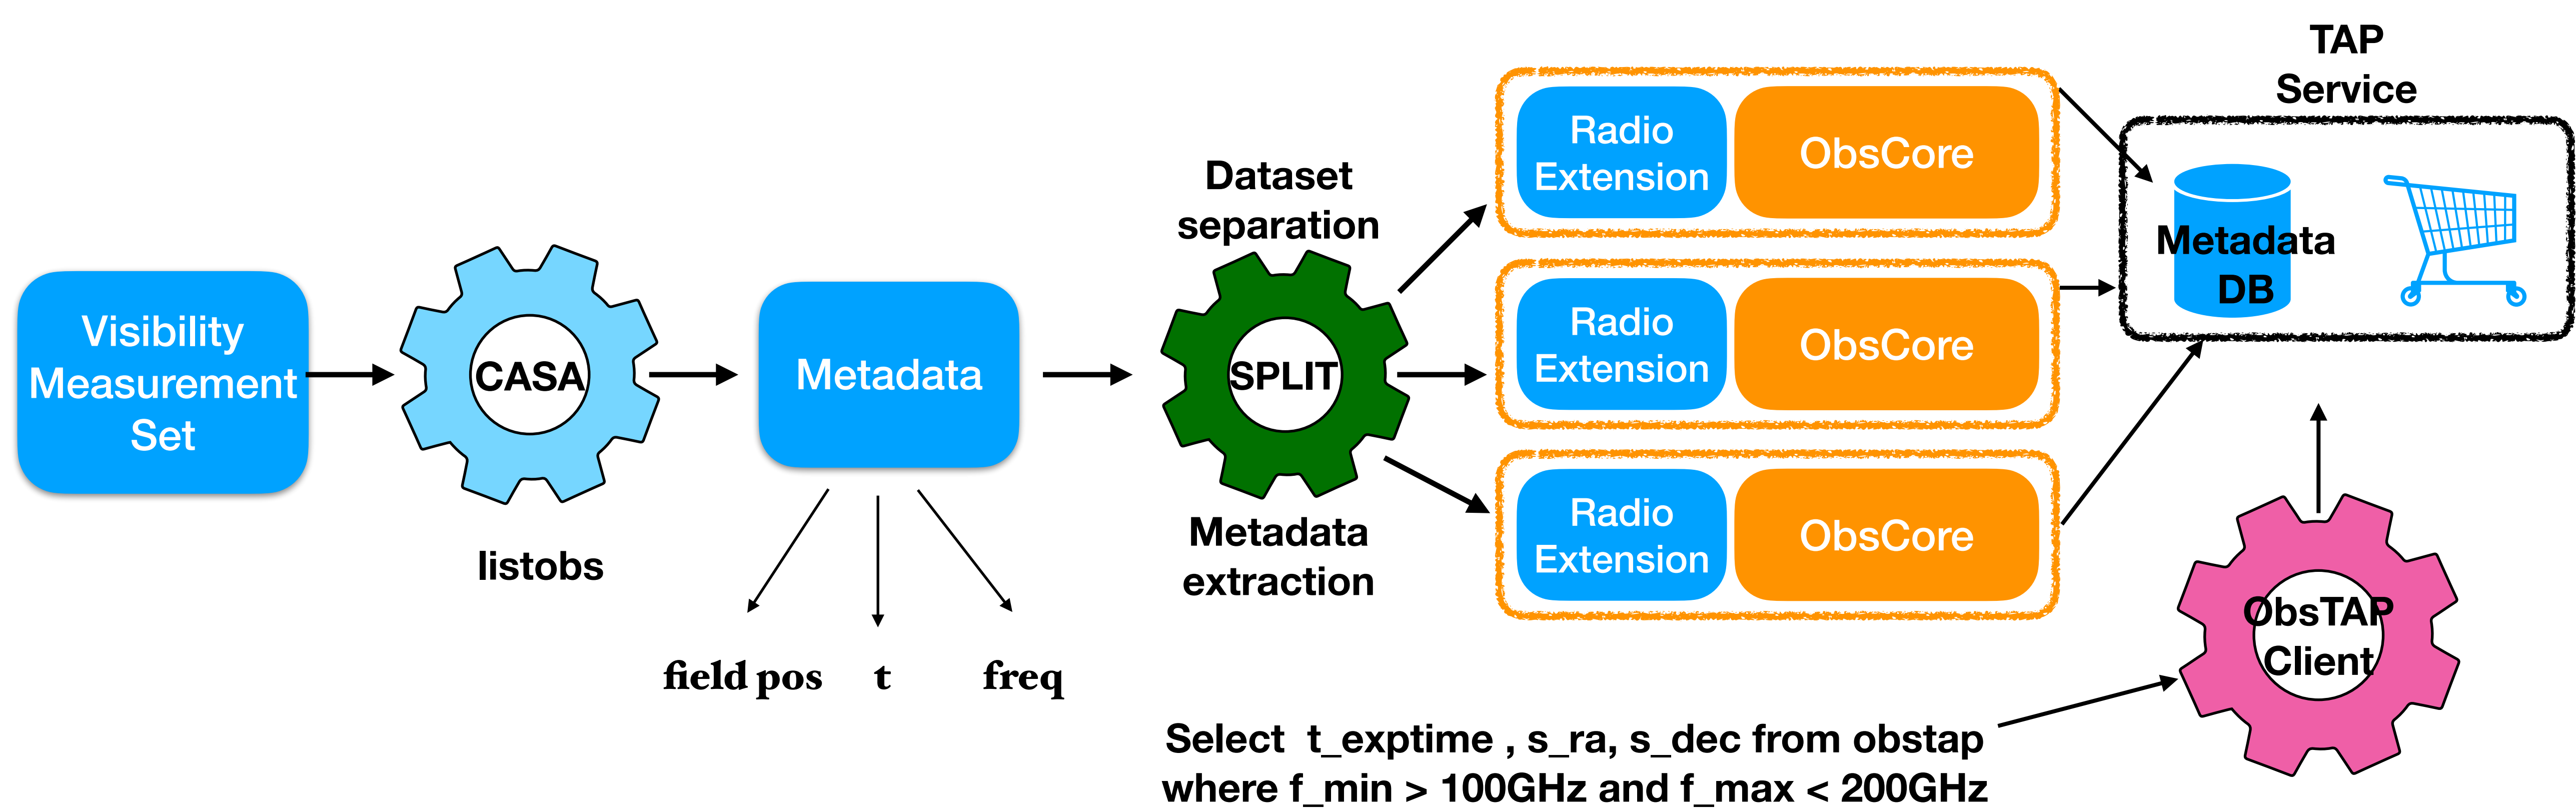 Visibility
Measurement
Set
CASA
listobs
Metadata
field pos
t
freq
Dataset
separation
SPLIT
Metadata
extraction
Radio
Extension
ObsCore
Radio
Extension
ObsCore
Radio
Extension
ObsCore
TAP
Service
Metadata
DB
ObsTAP
Client
Select t_exptime , s_ra, s_dec from obstap
where f_min > 100GHz and f_max < 200GHz